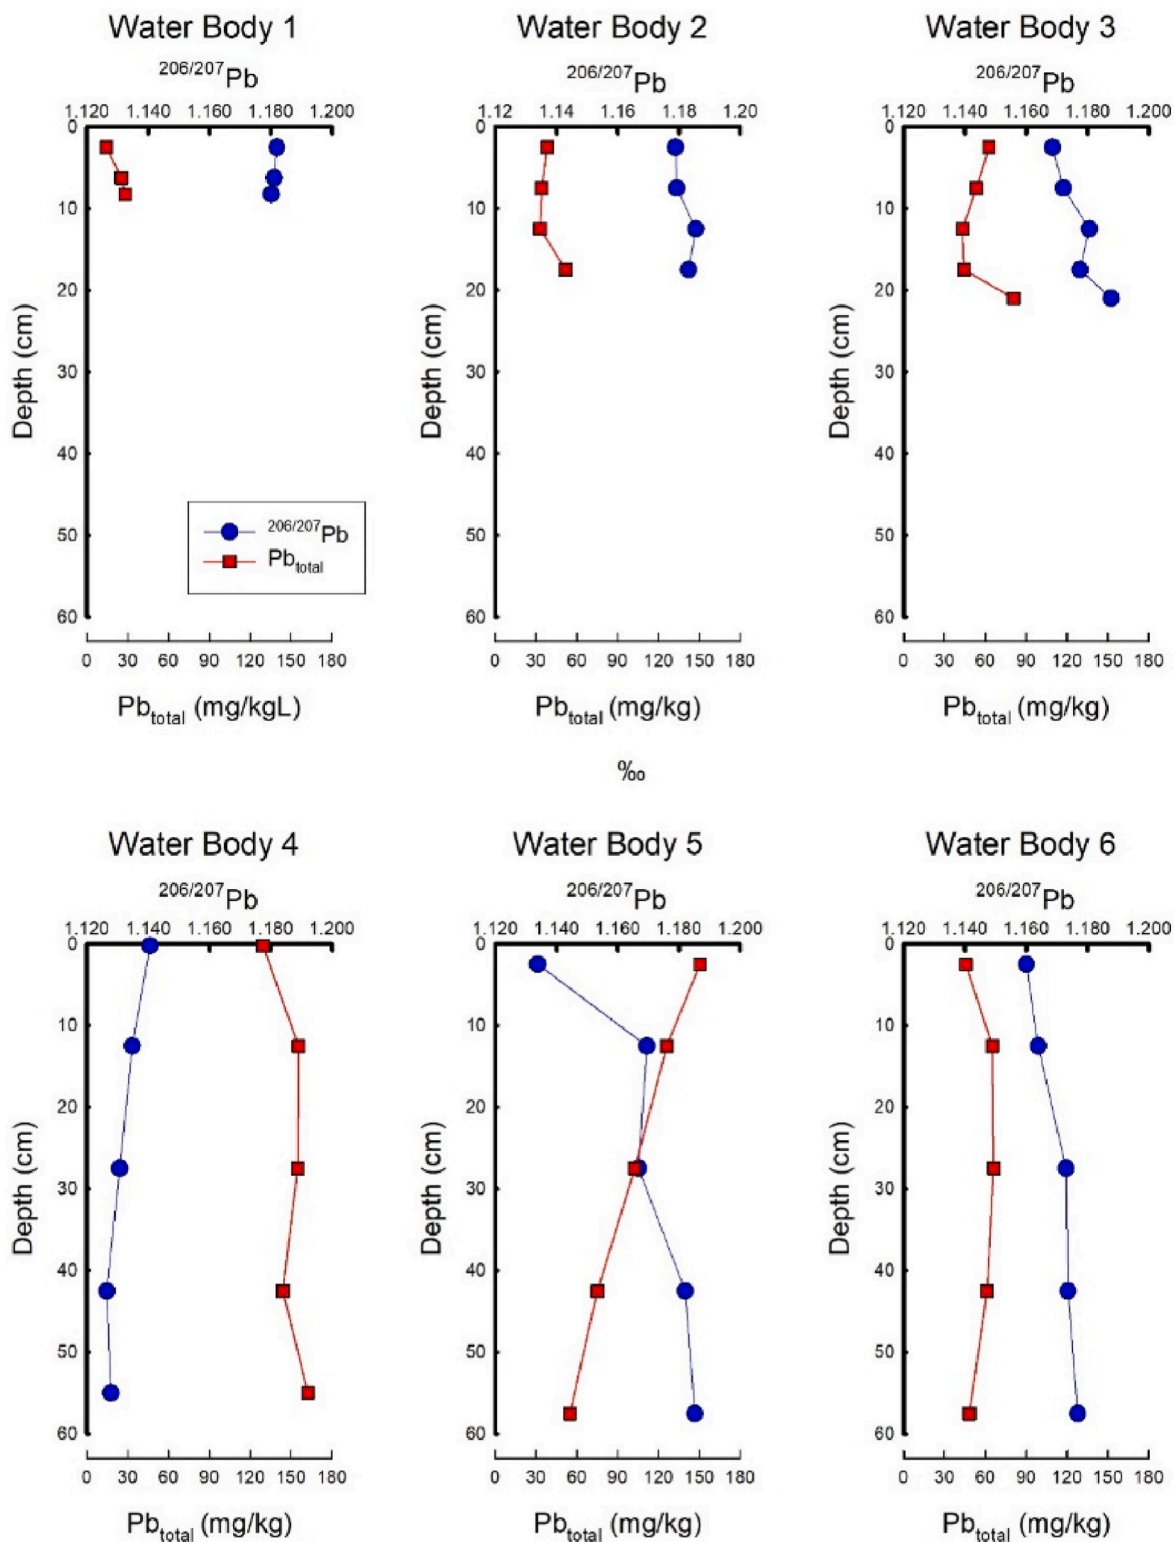 Water Body 1 Water Body 2 Water Body 3
206/207Pb 206/207Pb 206/207Pb
1.120 1.140 1.160 1.180 1.200 1.12 1.14 1.16 1.18 1.20 1.120 1.140 1.160 1.180 1.200
0 0 0
10 10 10
20 20 20
Depth (cm) Depth (cm) Depth (cm)
30 30 30
40 40 40
50 50 50
206/207Pb
Pbtotal
60 60 60
0 30 60 90 120 150 180 0 30 60 90 120 150 180 0 30 60 90 120 150 180
Pbtotal (mg/kgL) Pbtotal (mg/kg) Pbtotal (mg/kg)
‰
Water Body 4 Water Body 5 Water Body 6
206/207Pb 206/207Pb 206/207Pb
1.120 1.140 1.160 1.180 1.200 1.120 1.140 1.160 1.180 1.200 1.120 1.140 1.160 1.180 1.200
0 0 0
10 10 10
20 20 20
Depth (cm) Depth (cm) Depth (cm)
30 30 30
40 40 40
50 50 50
60 60 60
0 30 60 90 120 150 180 0 30 60 90 120 150 180 0 30 60 90 120 150 180
Pbtotal (mg/kg) Pbtotal (mg/kg) Pbtotal (mg/kg)